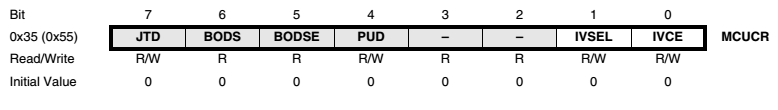 Bit 7 6 5 4 3 2 1 0
0x35 (0x55) JTD BODS BODSE PUD – – IVSEL IVCE MCUCR
Read/Write R/W R R R/W R R R/W R/W
Initial Value 0 0 0 0 0 0 0 0